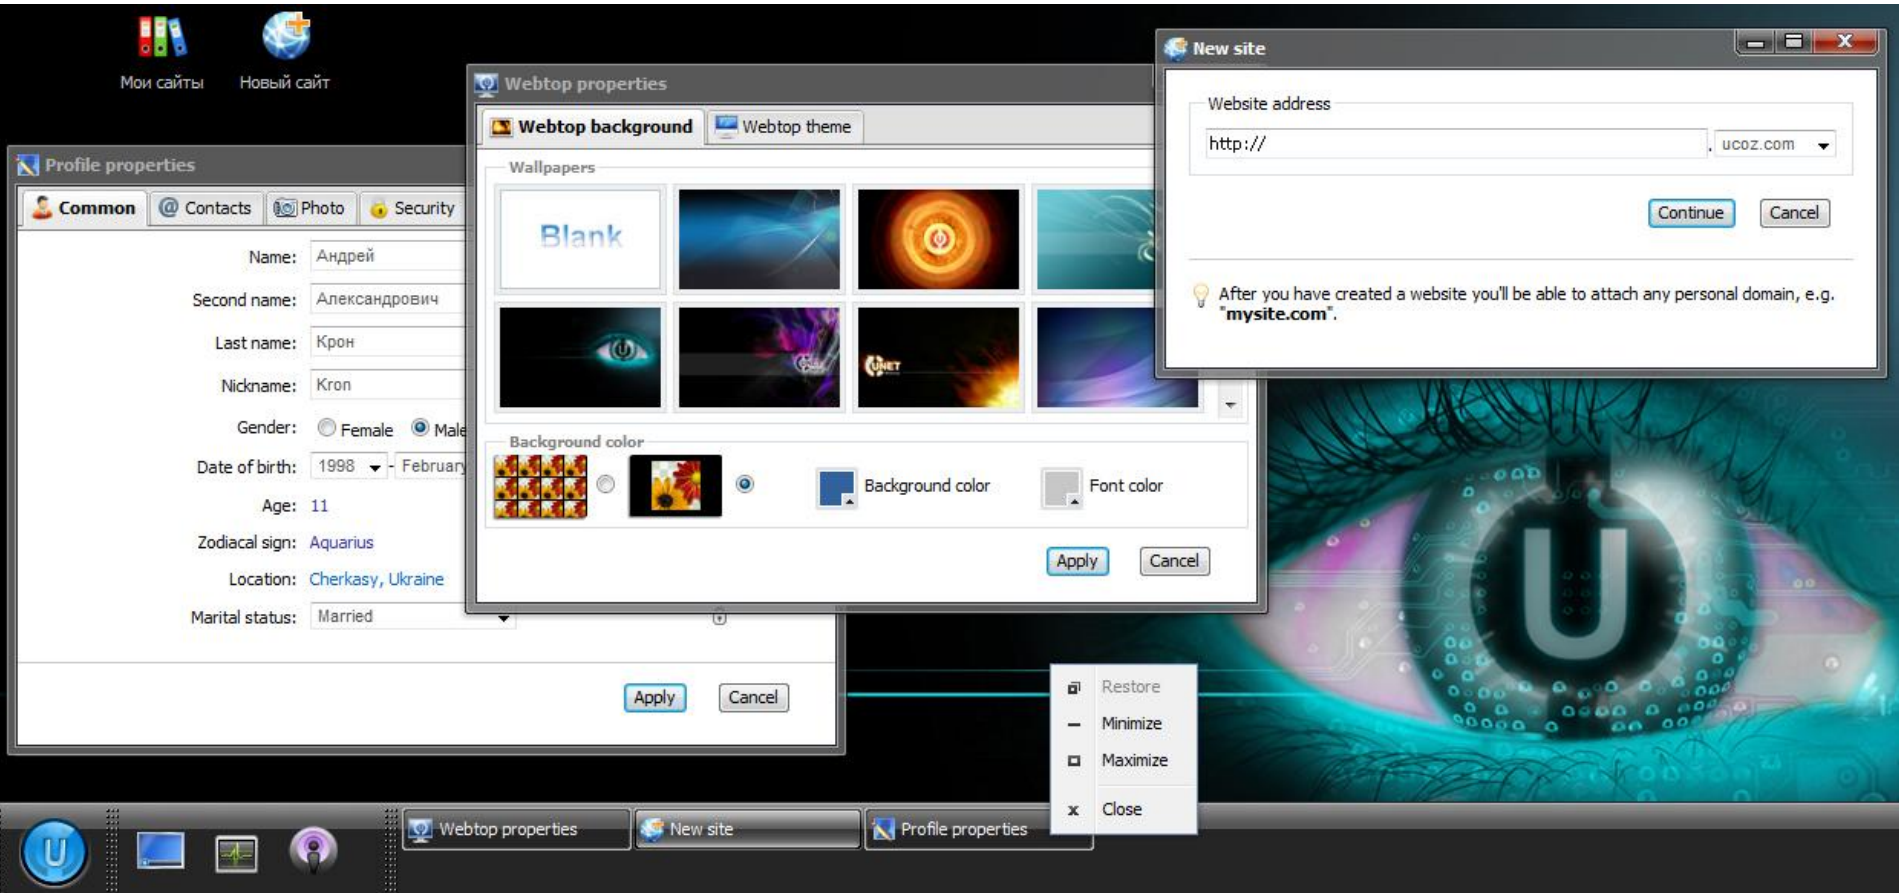 Мои сайты
Новый сайт
Profile properties
Common
Contacts
Photo
Security
Name:
Андрей
Second name:
Александрович
Last name:
Крон
Nickname:
Kron
Gender:
Female
Male
Date of birth:
1998
-
February
Age:
11
Zodiacal sign:
Aquarius
Location:
Cherkasy, Ukraine
Marital status:
Married
Apply
Cancel
Webtop properties
Webtop background
Webtop theme
Wallpapers
Blank
UNET
Background color
Background color
Font color
Apply
Cancel
New site
Website address
http://
.
ucoz.com
Continue
Cancel
After you have created a website you'll be able to attach any personal domain, e.g.
"mysite.com".
U
Restore
Minimize
Maximize
Close
U
Webtop properties
New site
Profile properties